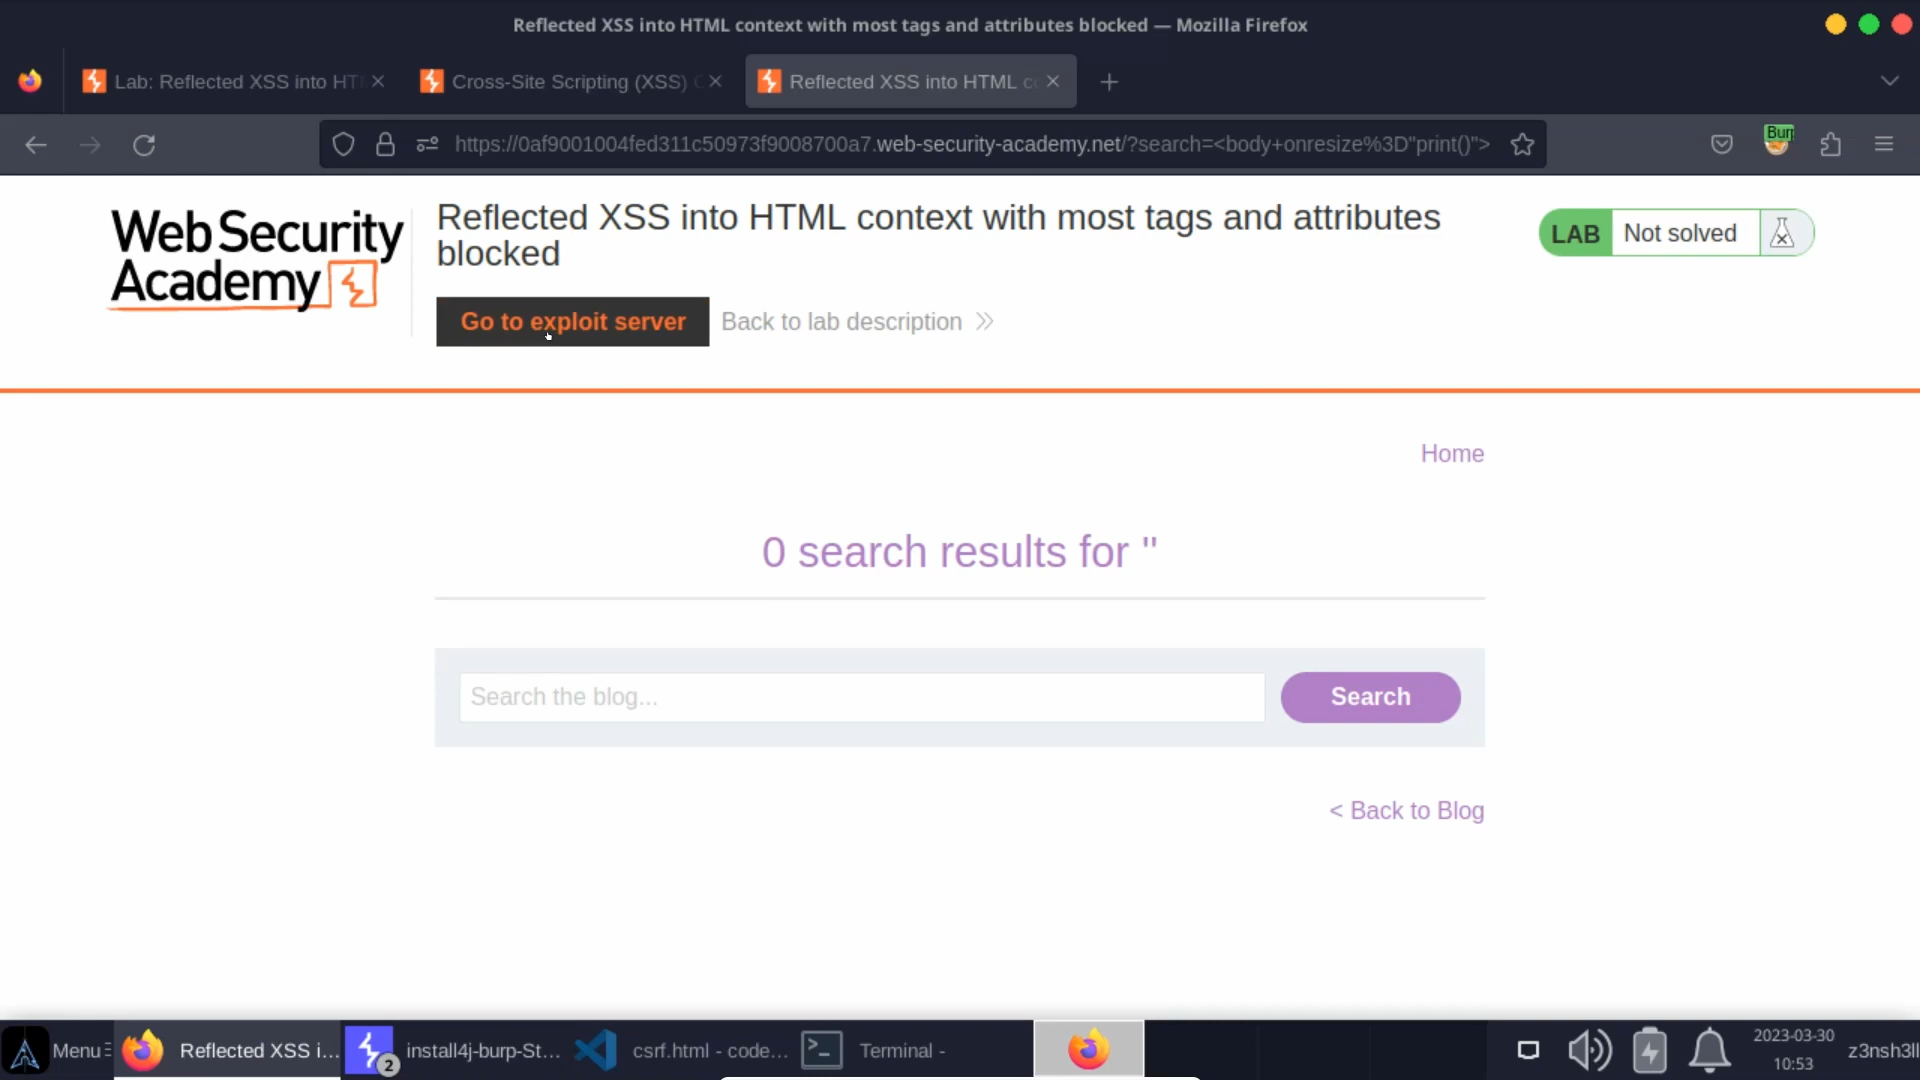 Reflected XSS into HTML context with most tags and attributes blocked — Mozilla Firefox
Lab: Reflected XSS into HT
Cross-Site Scripting (XSS)
Reflected XSS into HTML c
https://0af9001004fed311c50973f9008700a7.web-security-academy.net/?search=<body+onresize%3D"print()">
Burp
WebSecurity
Academy
Reflected XSS into HTML context with most tags and attributes
blocked
LAB Not solved
Go to exploit server
Back to lab description
Home
0 search results for ''
Search the blog...
Search
< Back to Blog
Menu
Reflected XSS i...
2
install4j-burp-St...
csrf.html - code...
Terminal -
2023-03-30
10:53
z3nsh3ll